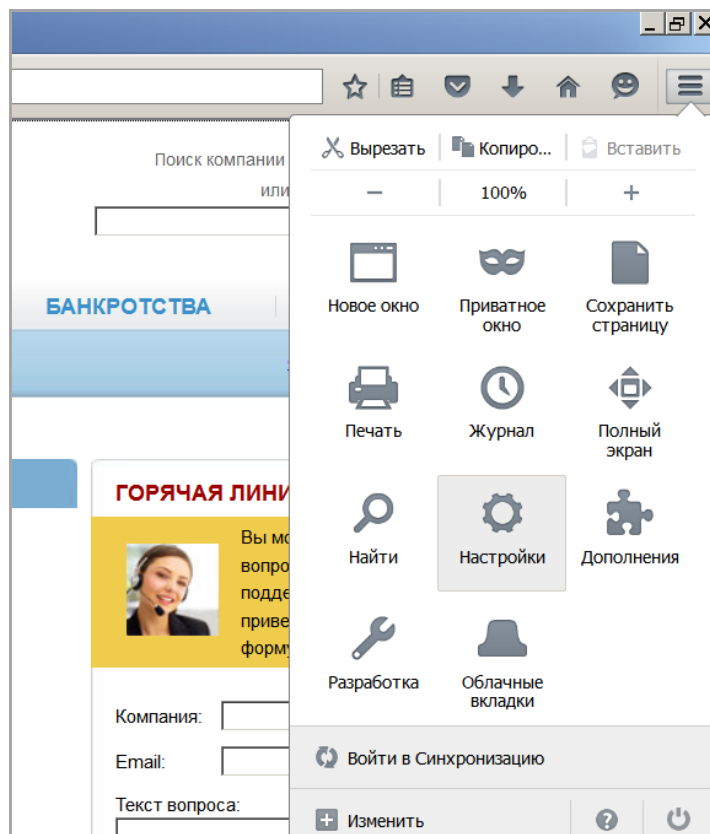 Поиск компании
или
БАНКРОТСТВА
ГОРЯЧАЯ ЛИНИ
Вы мо
вопро
подде
приве
форму
Компания:
Email:
Текст вопроса:
Вырезать Копиро... Вставить
− 100% +
Новое окно
Приватное
окно
Сохранить
страницу
Печать
Журнал
Полный
экран
Найти
Настройки
Дополнения
Разработка
Облачные
вкладки
Войти в Синхронизацию
Изменить
?